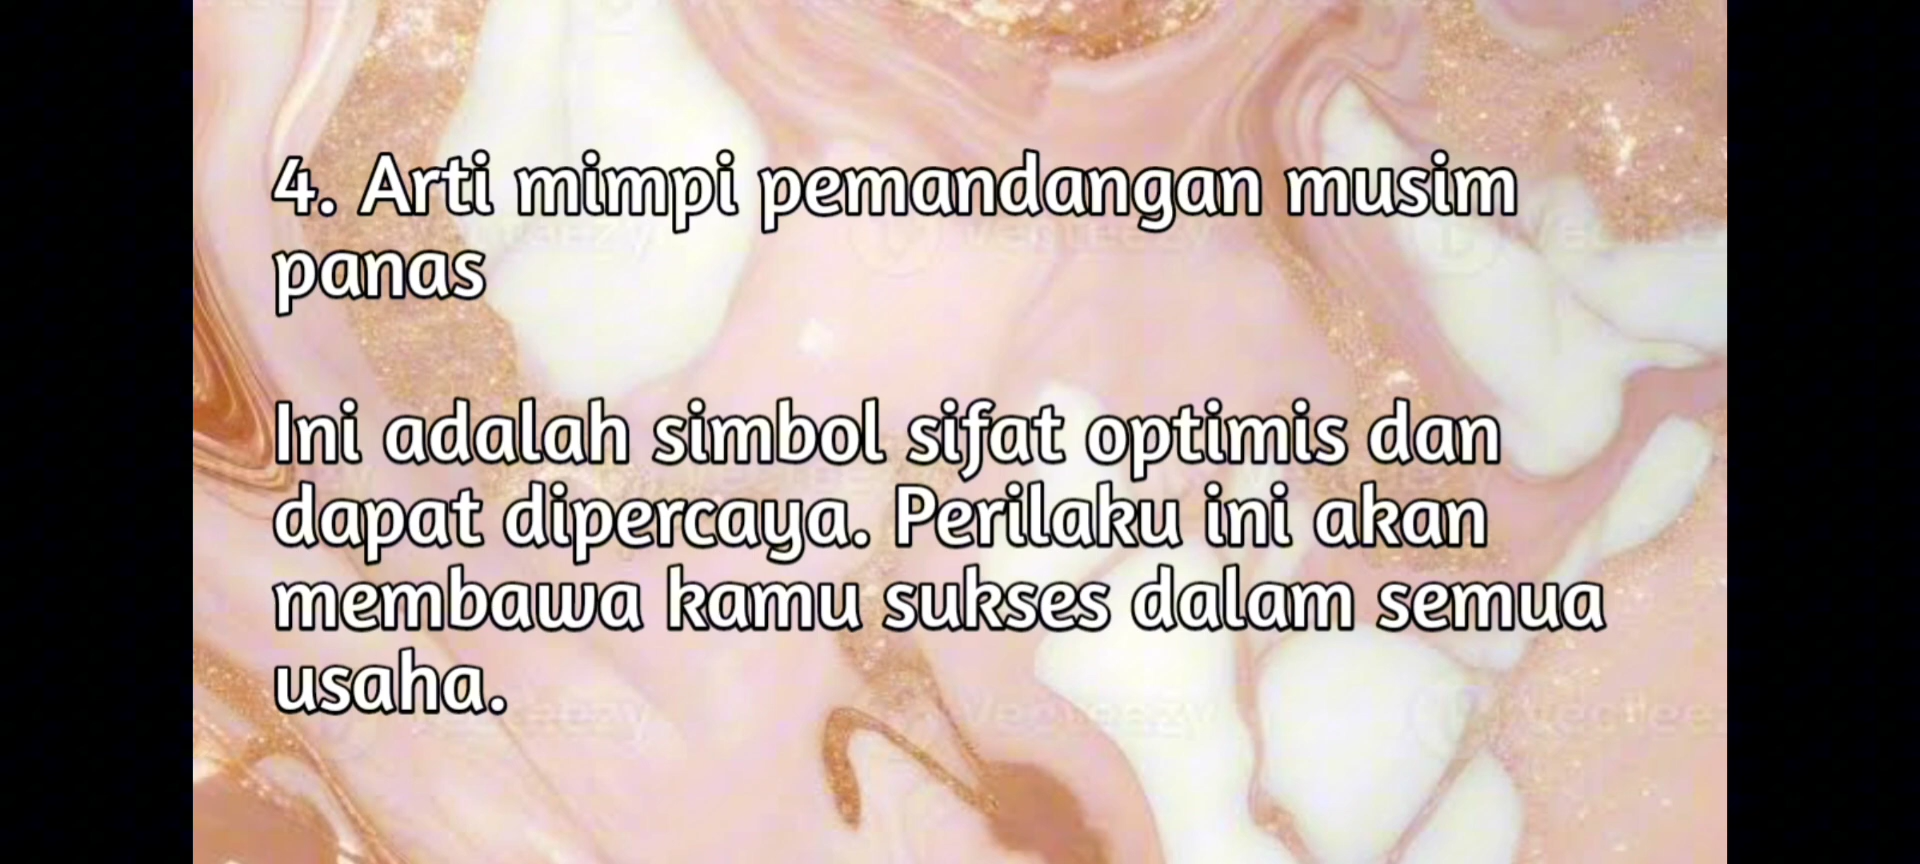 4. Arti mimpi pemandangan musim
panas
Ini adalah simbol sifat optimis dan
dapat dipercaya. Perilaku ini akan
membawa kamu sukses dalam semua
usaha.